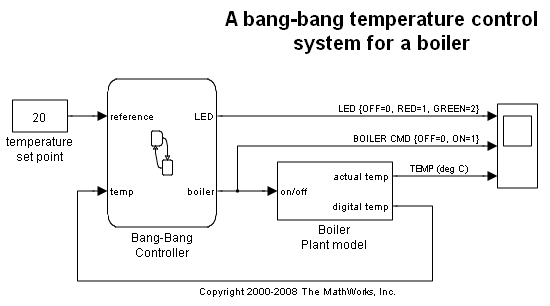 A bang-bang temperature control
system for a boiler
LED {OFF=0, RED=1, GREEN=2}
20
reference
LED
temperature
set point
BOILER CMD {OFF=0, ON=1}
TEMP (deg C)
actual temp
temp
boiler
on/off
digital temp
Bang-Bang
Controller
Boiler
Plant model
Copyright 2000-2008 The MathWorks, Inc.